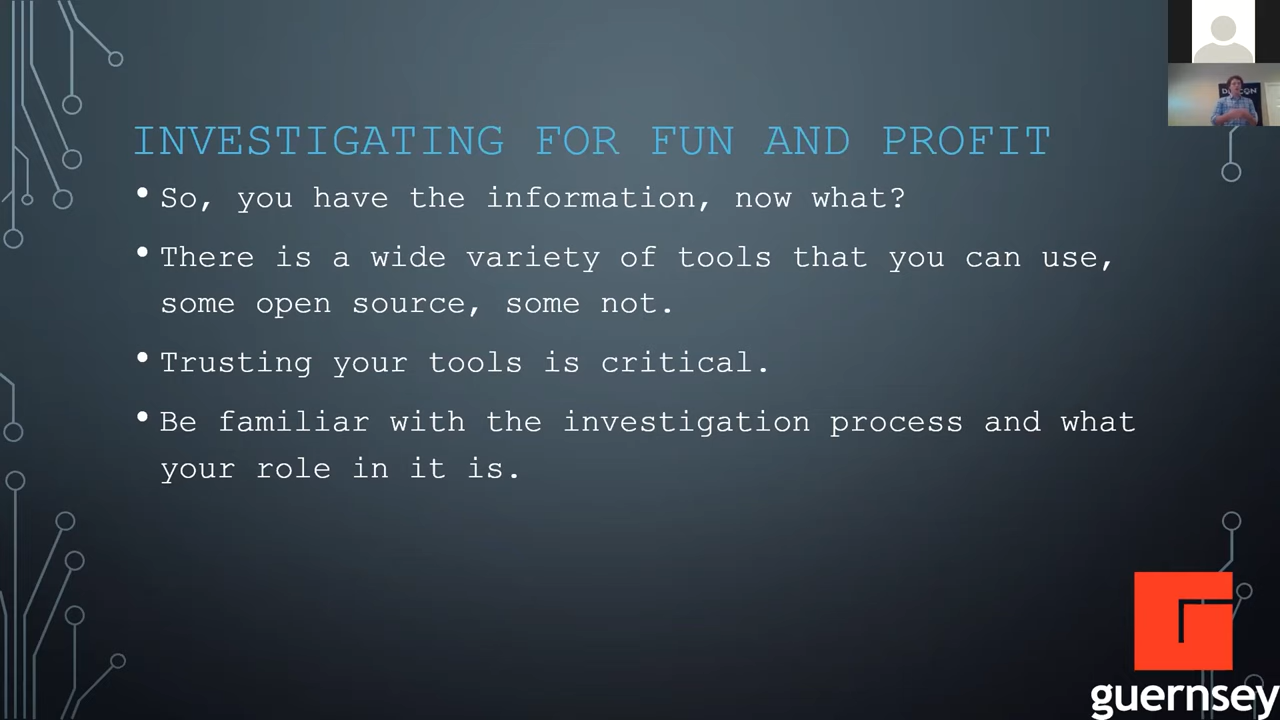 INVESTIGATING FOR FUN AND PROFIT
• So, you have the information, now what?
• There is a wide variety of tools that you can use,
some open source, some not.
• Trusting your tools is critical.
• Be familiar with the investigation process and what
your role in it is.
guernsey